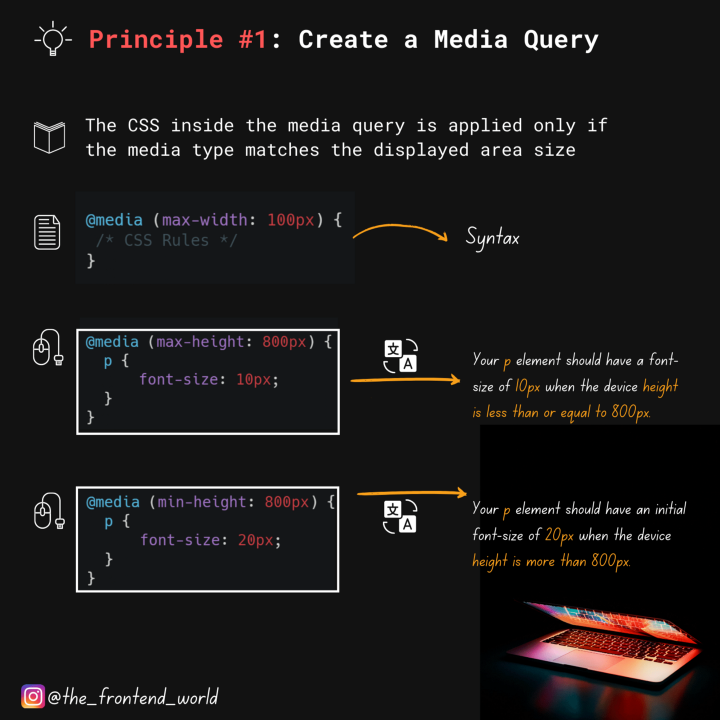 Principle #1: Create a Media Query
The CSS inside the media query is applied only if
the media type matches the displayed area size
@media (max-width: 100px) {
/* CSS Rules */
}
Syntax
@media (max-height: 800px) {
p {
font-size: 10px;
}
}
文
A
Your p element should have a font-
size of 10px when the device height
is less than or equal to 800px.
@media (min-height: 800px) {
p {
font-size: 20px;
}
}
文
A
Your p element should have an initial
font-size of 20px when the device
height is more than 800px.
@the_frontend_world